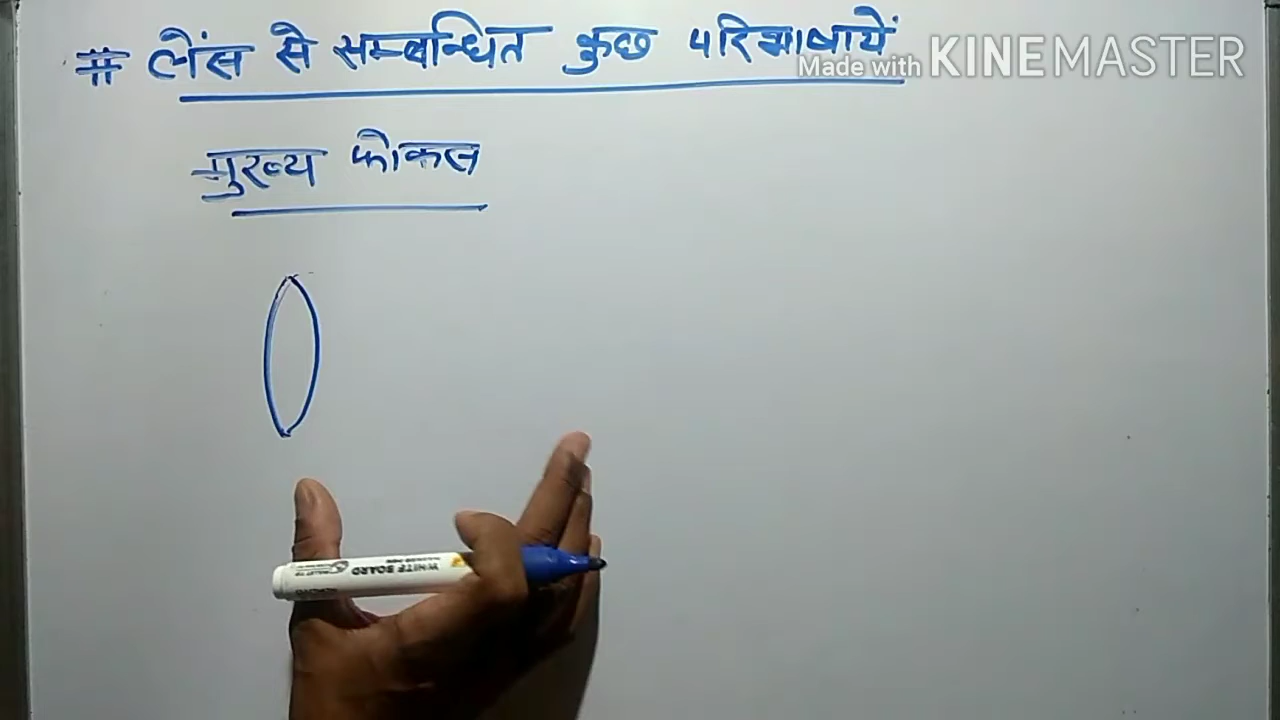 # लेंस से सम्बन्धित कुछ परिभाषायें
Made with KINEMASTER
मुख्य फोकस
WHITE BOARD